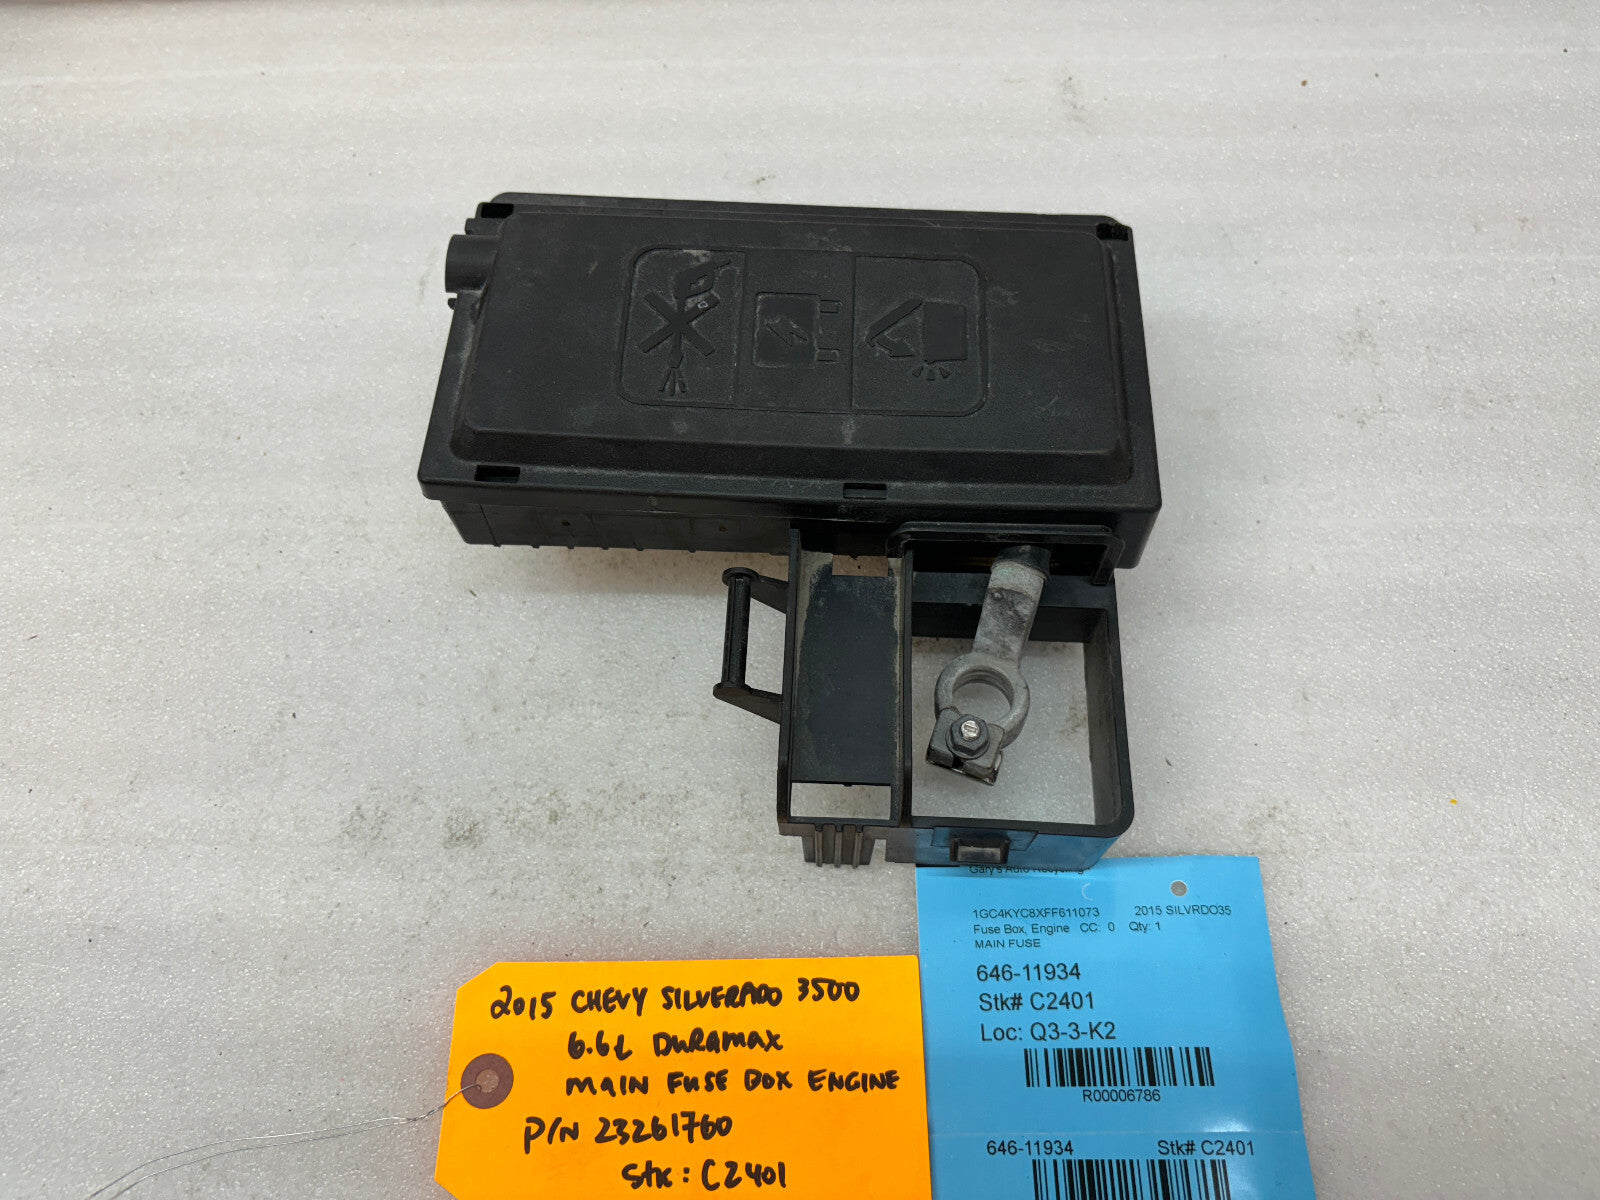 Gary's Auto Recycling
1GC4KYC8XFF611073 2015 SILVRDO35
Fuse Box, Engine CC: 0 Qty: 1
MAIN FUSE
646-11934
Stk# C2401
Loc: Q3-3-K2
R00006786
646-11934 Stk# C2401
2015 CHEVY SILVERADO 3500
6.6L DURAMAX
MAIN FUSE BOX ENGINE
P/N 23261760
Stk: C2401